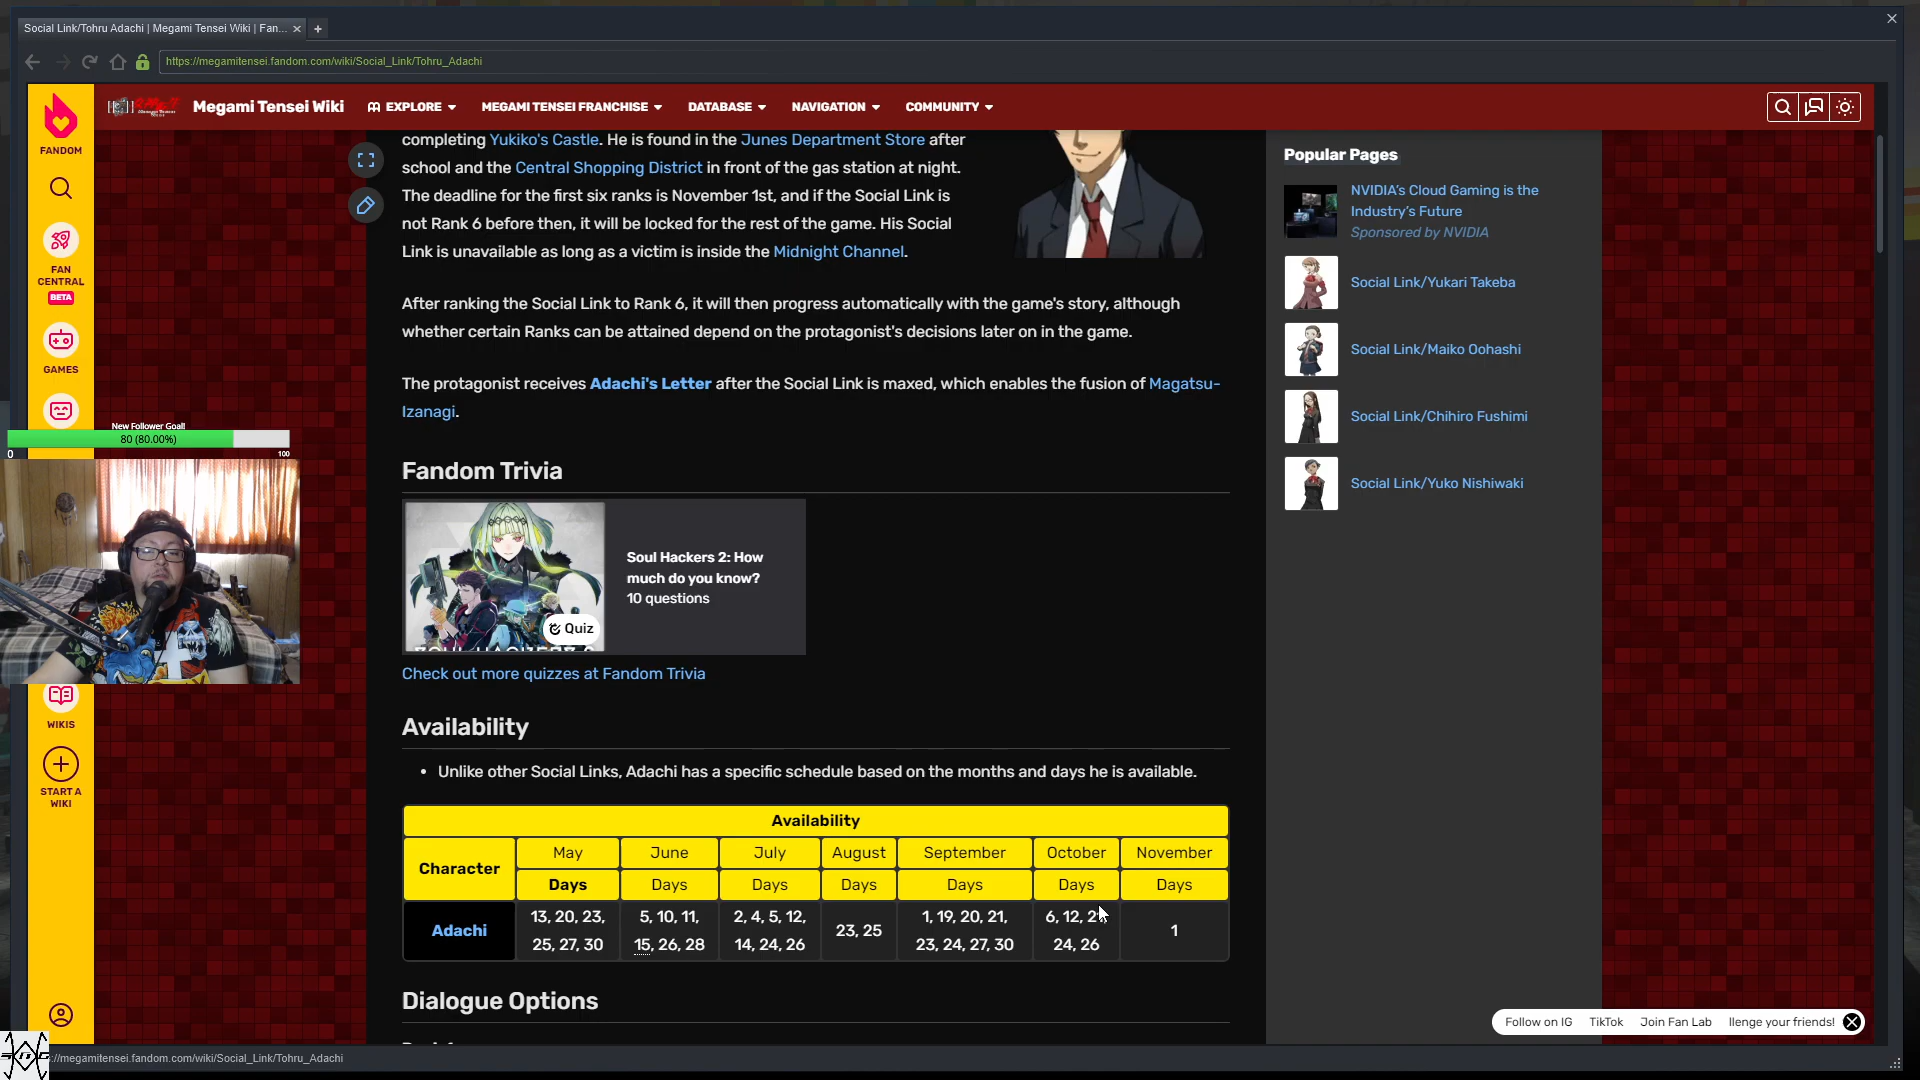 Social Link/Tohru Adachi | Megami Tensei Wiki | Fan...
https://megamitensei.fandom.com/wiki/Social_Link/Tohru_Adachi
Megami Tensei Wiki
EXPLORE
MEGAMI TENSEI FRANCHISE
DATABASE
NAVIGATION
COMMUNITY
FANDOM
FAN
CENTRAL
BETA
GAMES
WIKIS
START A
WIKI
New Follower Goal!
80 (80.00%)
0
100
completing Yukiko's Castle. He is found in the Junes Department Store after
school and the Central Shopping District in front of the gas station at night.
The deadline for the first six ranks is November 1st, and if the Social Link is
not Rank 6 before then, it will be locked for the rest of the game. His Social
Link is unavailable as long as a victim is inside the Midnight Channel.
After ranking the Social Link to Rank 6, it will then progress automatically with the game's story, although
whether certain Ranks can be attained depend on the protagonist's decisions later on in the game.
The protagonist receives Adachi's Letter after the Social Link is maxed, which enables the fusion of Magatsu-
Izanagi.
Fandom Trivia
Soul Hackers 2: How
much do you know?
10 questions
Quiz
Check out more quizzes at Fandom Trivia
Availability
• Unlike other Social Links, Adachi has a specific schedule based on the months and days he is available.
Availability
Character
May
June
July
August
September
October
November
Days
Days
Days
Days
Days
Days
Days
Adachi
13, 20, 23,
25, 27, 30
5, 10, 11,
15, 26, 28
2, 4, 5, 12,
14, 24, 26
23, 25
1, 19, 20, 21,
23, 24, 27, 30
6, 12,
24, 26
1
Dialogue Options
Popular Pages
NVIDIA's Cloud Gaming is the
Industry's Future
Sponsored by NVIDIA
Social Link/Yukari Takeba
Social Link/Maiko Oohashi
Social Link/Chihiro Fushimi
Social Link/Yuko Nishiwaki
Follow on IG
TikTok
Join Fan Lab
llenge your friends!
://megamitensei.fandom.com/wiki/Social_Link/Tohru_Adachi